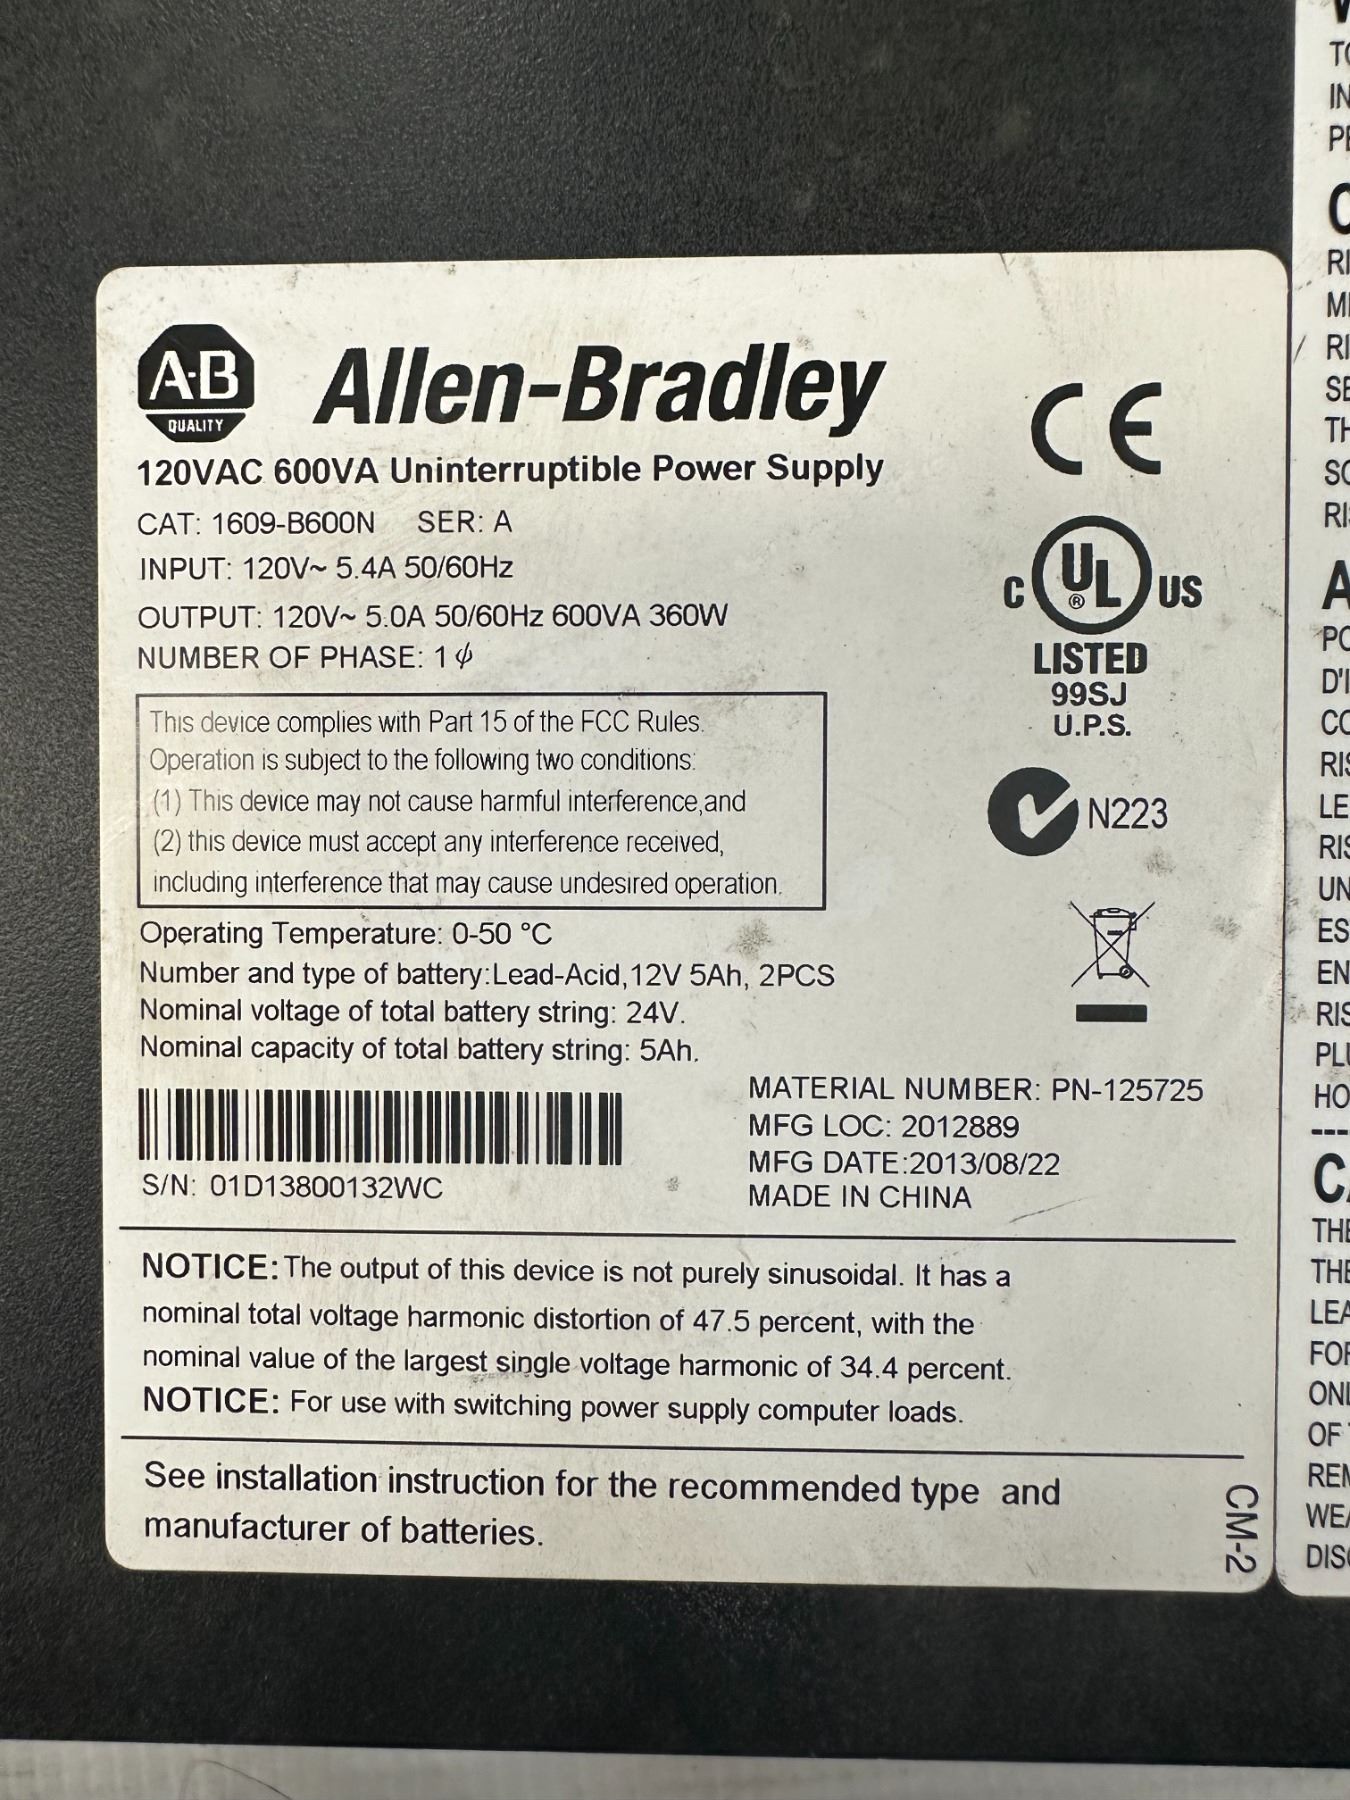 A-B
QUALITY
Allen-Bradley
120VAC 600VA Uninterruptible Power Supply
CAT: 1609-B600N SER: A
INPUT: 120V~ 5.4A 50/60Hz
OUTPUT: 120V~ 5.0A 50/60Hz 600VA 360W
NUMBER OF PHASE: 1 ϕ
CE
C UL ® US
LISTED
99SJ
U.P.S.
N223
This device complies with Part 15 of the FCC Rules.
Operation is subject to the following two conditions:
(1) This device may not cause harmful interference,and
(2) this device must accept any interference received,
including interference that may cause undesired operation.
Operating Temperature: 0-50 °C
Number and type of battery:Lead-Acid,12V 5Ah, 2PCS
Nominal voltage of total battery string: 24V.
Nominal capacity of total battery string: 5Ah.
S/N: 01D13800132WC
MATERIAL NUMBER: PN-125725
MFG LOC: 2012889
MFG DATE:2013/08/22
MADE IN CHINA
NOTICE: The output of this device is not purely sinusoidal. It has a
nominal total voltage harmonic distortion of 47.5 percent, with the
nominal value of the largest single voltage harmonic of 34.4 percent.
NOTICE: For use with switching power supply computer loads.
See installation instruction for the recommended type and
manufacturer of batteries.
CM-2
THE
THE
FOR
OF